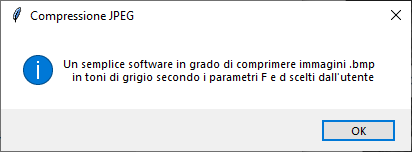 Compressione JPEG
Un semplice software in grado di comprimere immagini .bmp
in toni di grigio secondo i parametri F e d scelti dall'utente
OK